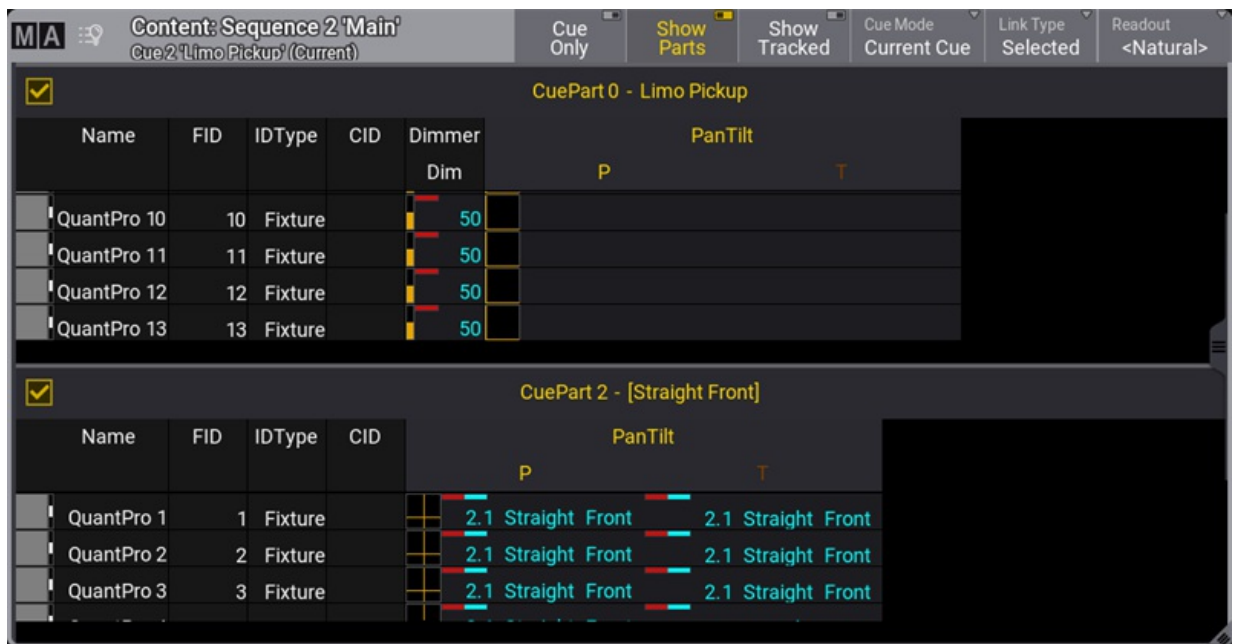 MA Content: Sequence 2 'Main' Cue Only Show Parts Show Tracked Cue Mode Current Cue Link Type Selected Readout <Natural>
Cue 2 'Limo Pickup' (Current)
CuePart 0 - Limo Pickup
Name FID IDType CID Dimmer PanTilt
Dim P T
QuantPro 10 10 Fixture 50
QuantPro 11 11 Fixture 50
QuantPro 12 12 Fixture 50
QuantPro 13 13 Fixture 50
CuePart 2 - [Straight Front]
Name FID IDType CID PanTilt
P T
QuantPro 1 1 Fixture 2.1 Straight Front 2.1 Straight Front
QuantPro 2 2 Fixture 2.1 Straight Front 2.1 Straight Front
QuantPro 3 3 Fixture 2.1 Straight Front 2.1 Straight Front